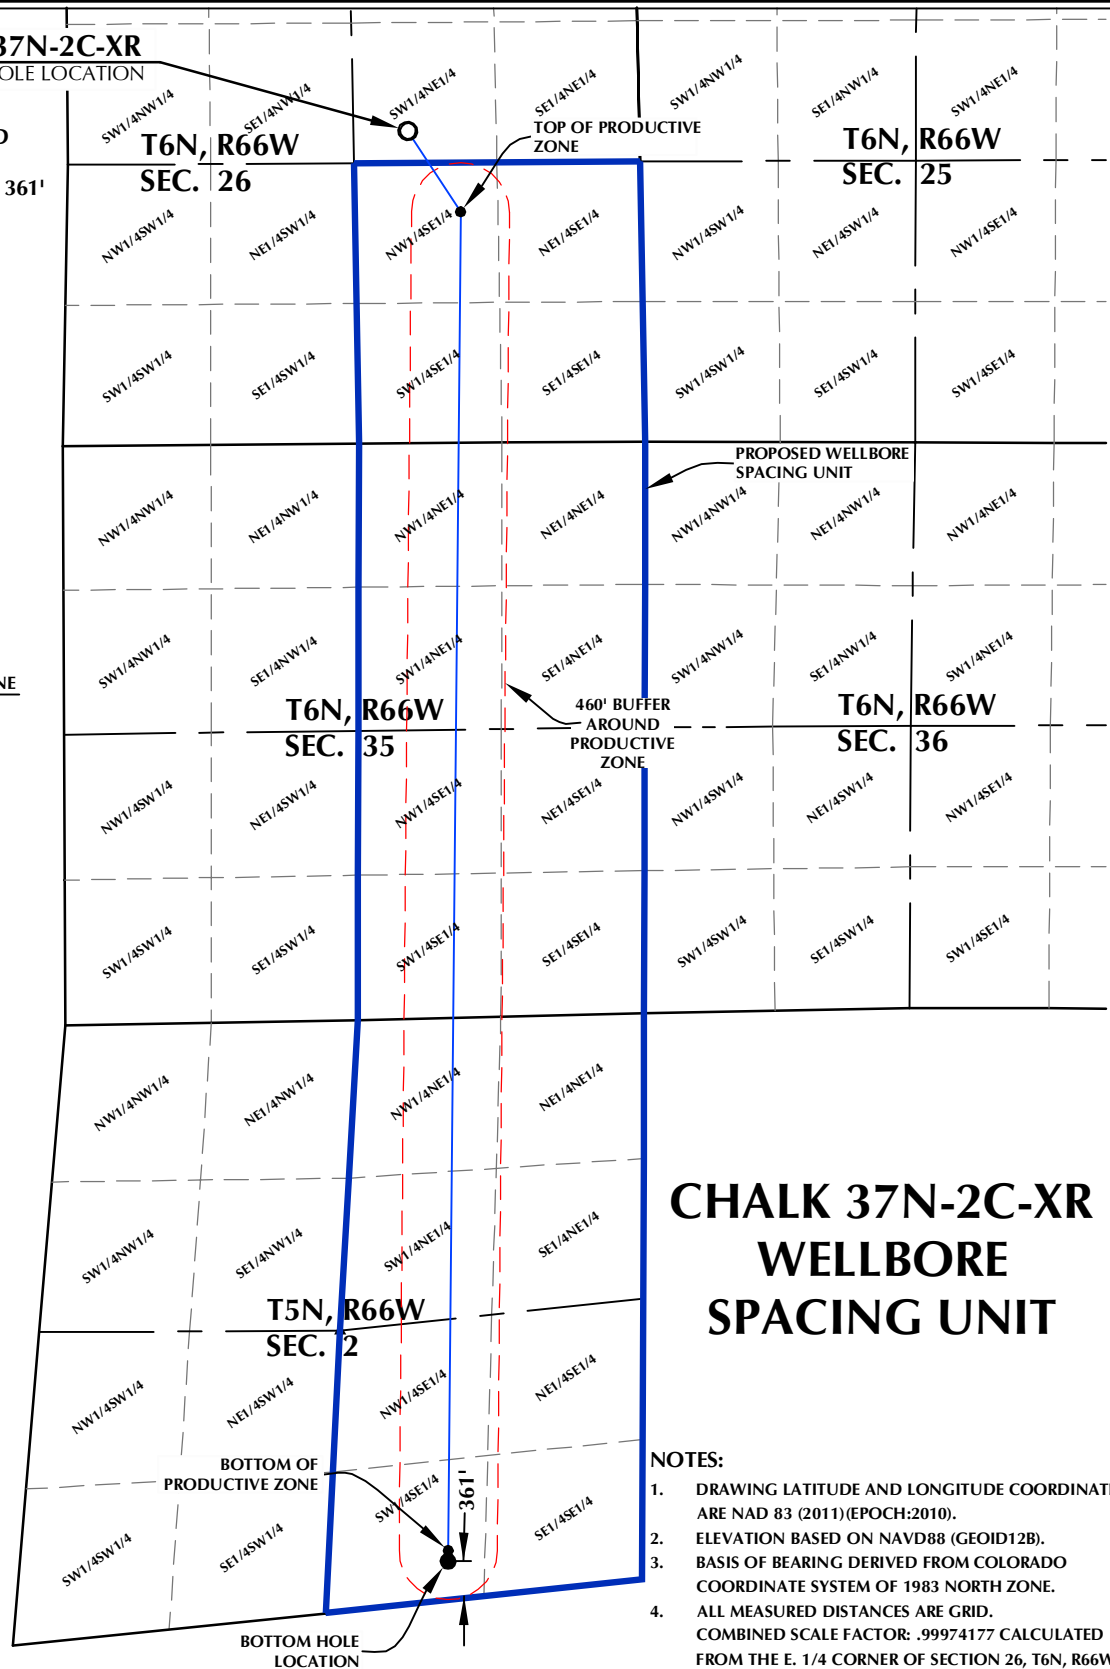 37N-2C-XR
OLE LOCATION
D
361'
NE
SW1/4NW1/4
SE1/4NW1/4
SW1/4NE1/4
SE1/4NE1/4
SW1/4NW1/4
SE1/4NW1/4
SW1/4NE1/4
TOP OF PRODUCTIVE
ZONE
T6N, R66W
SEC. 26
T6N, R66W
SEC. 25
NW1/4SW1/4
NE1/4SW1/4
NW1/4SE1/4
NE1/4SE1/4
NW1/4SW1/4
NE1/4SW1/4
NW1/4SE1/4
SW1/4SW1/4
SE1/4SW1/4
SW1/4SE1/4
SE1/4SE1/4
SW1/4SW1/4
SE1/4SW1/4
SW1/4SE1/4
PROPOSED WELLBORE
SPACING UNIT
NW1/4NW1/4
NE1/4NW1/4
NW1/4NE1/4
NE1/4NE1/4
NW1/4NW1/4
NE1/4NW1/4
NW1/4NE1/4
SW1/4NW1/4
SE1/4NW1/4
SW1/4NE1/4
SE1/4NE1/4
SW1/4NW1/4
SE1/4NW1/4
SW1/4NE1/4
T6N, R66W
SEC. 35
460' BUFFER
AROUND
PRODUCTIVE
ZONE
T6N, R66W
SEC. 36
NW1/4SW1/4
NE1/4SW1/4
NW1/4SE1/4
NE1/4SE1/4
NW1/4SW1/4
NE1/4SW1/4
NW1/4SE1/4
SW1/4SW1/4
SE1/4SW1/4
SW1/4SE1/4
SE1/4SE1/4
SW1/4SW1/4
SE1/4SW1/4
SW1/4SE1/4
NW1/4NW1/4
NE1/4NW1/4
NW1/4NE1/4
NE1/4NE1/4
SW1/4NW1/4
SE1/4NW1/4
SW1/4NE1/4
SE1/4NE1/4
T5N, R66W
SEC. 2
NW1/4SW1/4
NE1/4SW1/4
NW1/4SE1/4
NE1/4SE1/4
BOTTOM OF
PRODUCTIVE ZONE
SW1/4SW1/4
SE1/4SW1/4
SW1/4SE1/4
SE1/4SE1/4
361'
BOTTOM HOLE
LOCATION
CHALK 37N-2C-XR
WELLBORE
SPACING UNIT
NOTES:
1. DRAWING LATITUDE AND LONGITUDE COORDINAT
ARE NAD 83 (2011)(EPOCH:2010).
2. ELEVATION BASED ON NAVD88 (GEOID12B).
3. BASIS OF BEARING DERIVED FROM COLORADO
COORDINATE SYSTEM OF 1983 NORTH ZONE.
4. ALL MEASURED DISTANCES ARE GRID.
COMBINED SCALE FACTOR: .99974177 CALCULATED
FROM THE E. 1/4 CORNER OF SECTION 26, T6N, R66W